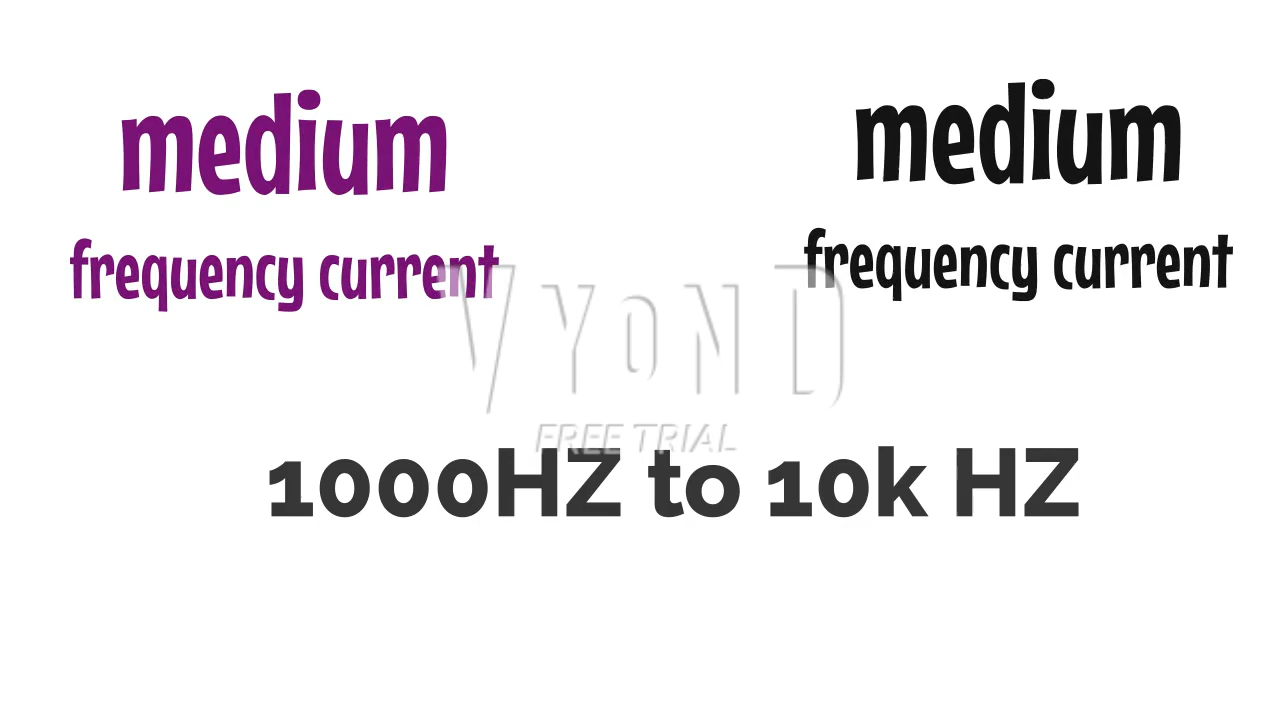 medium
frequency current
medium
frequency current
VYOND
FREE TRIAL
1000HZ to 10k HZ